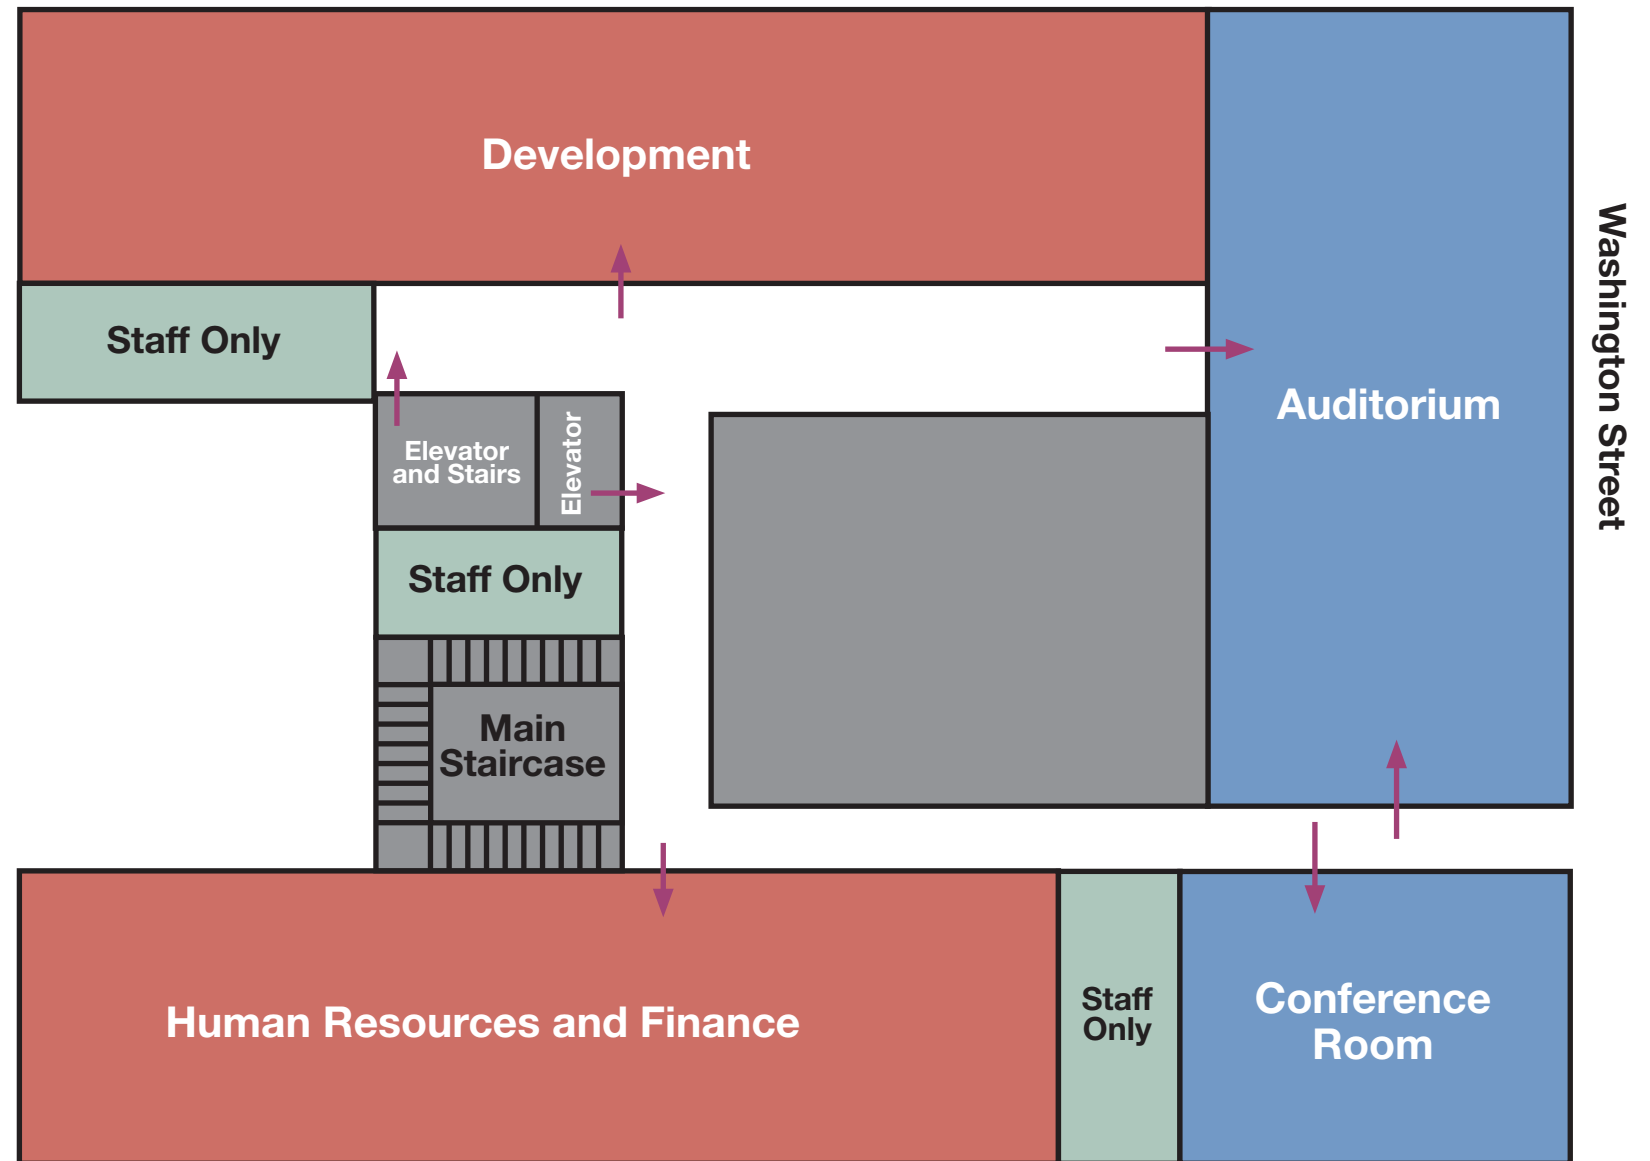 Development
Staff Only
Auditorium
Washington Street
Elevator
and Stairs
Elevator
Staff Only
Main
Staircase
Human Resources and Finance
Staff
Only
Conference
Room